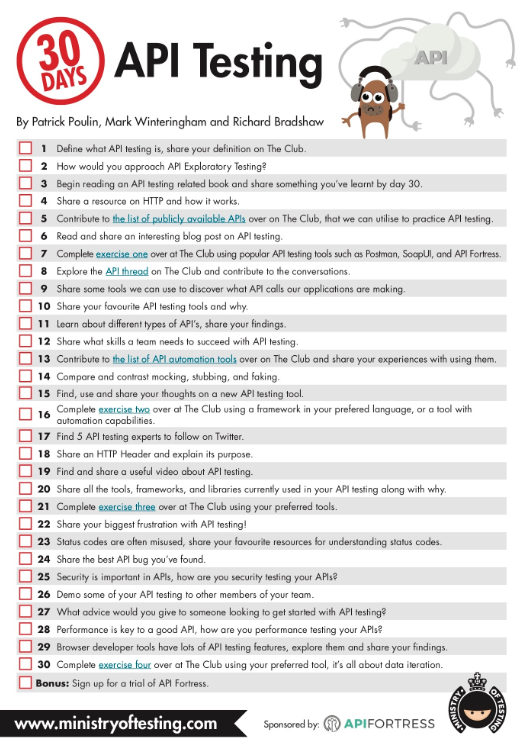 30
DAYS
API Testing
API
By Patrick Poulin, Mark Winteringham and Richard Bradshaw
1 Define what API testing is, share your definition on The Club.
2 How would you approach API Exploratory Testing?
3 Begin reading an API testing related book and share something you've learnt by day 30.
4 Share a resource on HTTP and how it works.
5 Contribute to the list of publicly available APIs over on The Club, that we can utilise to practice API testing.
6 Read and share an interesting blog post on API testing.
7 Complete exercise one over at The Club using popular API testing tools such as Postman, SoapUI, and API Fortress.
8 Explore the API thread on The Club and contribute to the conversations.
9 Share some tools we can use to discover what API calls our applications are making.
10 Share your favourite API testing tools and why.
11 Learn about different types of API's, share your findings.
12 Share what skills a team needs to succeed with API testing.
13 Contribute to the list of API automation tools over on The Club and share your experiences with using them.
14 Compare and contrast mocking, stubbing, and faking.
15 Find, use and share your thoughts on a new API testing tool.
16 Complete exercise two over at The Club using a framework in your prefered language, or a tool with
automation capabilities.
17 Find 5 API testing experts to follow on Twitter.
18 Share an HTTP Header and explain its purpose.
19 Find and share a useful video about API testing.
20 Share all the tools, frameworks, and libraries currently used in your API testing along with why.
21 Complete exercise three over at The Club using your preferred tools.
22 Share your biggest frustration with API testing!
23 Status codes are often misused, share your favourite resources for understanding status codes.
24 Share the best API bug you've found.
25 Security is important in APIs, how are you security testing your APIs?
26 Demo some of your API testing to other members of your team.
27 What advice would you give to someone looking to get started with API testing?
28 Performance is key to a good API, how are you performance testing your APIs?
29 Browser developer tools have lots of API testing features, explore them and share your findings.
30 Complete exercise four over at The Club using your preferred tool, it's all about data iteration.
Bonus: Sign up for a trial of API Fortress.
www.ministryoftesting.com
Sponsored by: APIFORTRESS
MINISTRY OF TESTING